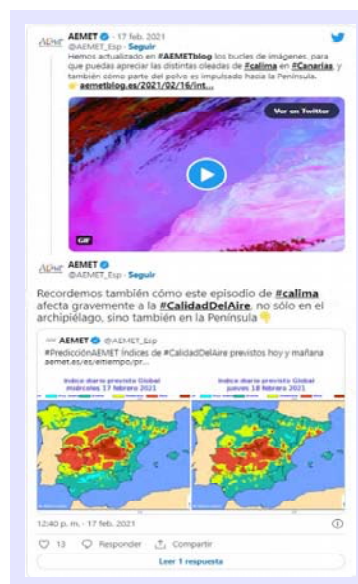 AEMET · 17 feb. 2021
@AEMET_Esp · Seguir
Hemos actualizado en #AEMETblog los bucles de imágenes, para
que puedas apreciar las distintas oleadas de #calima en #Canarias, y
también cómo parte del polvo es impulsado hacia la Península.
👉 aemetblog.es/2021/02/16/int...
Ver en Twitter
GIF
AEMET
@AEMET_Esp · Seguir
Recordemos también cómo este episodio de #calima
afecta gravemente a la #CalidadDelAire, no sólo en el
archipiélago, sino también en la Península 👇
AEMET @AEMET_Esp
#PredicciónAEMET Índices de #CalidadDelAire previstos hoy y mañana
aemet.es/es/eltiempo/pr...
Indice diario previsto Global
miércoles 17 febrero 2021
Indice diario previsto Global
jueves 18 febrero 2021
12:40 p. m. · 17 feb. 2021
13 Responder Compartir
Leer 1 respuesta